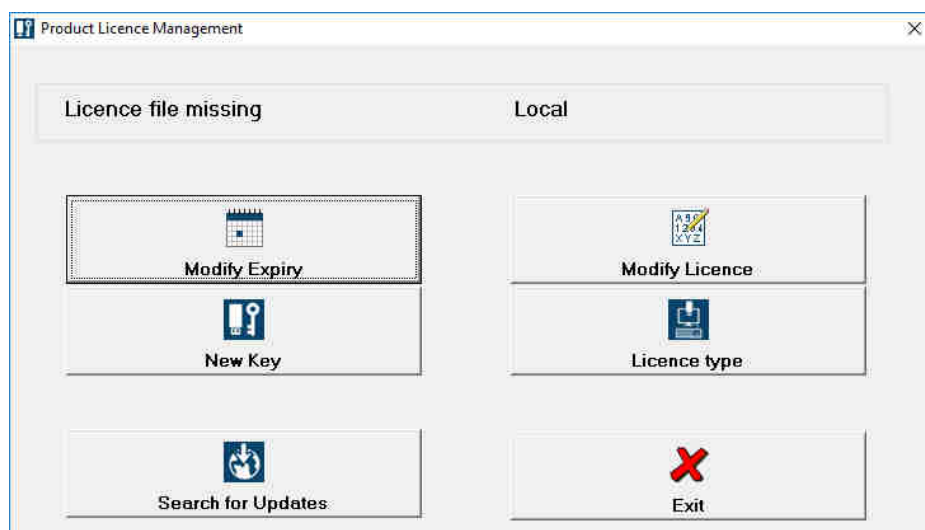 Product Licence Management
Licence file missing Local
Modify Expiry Modify Licence
New Key Licence type
Search for Updates Exit